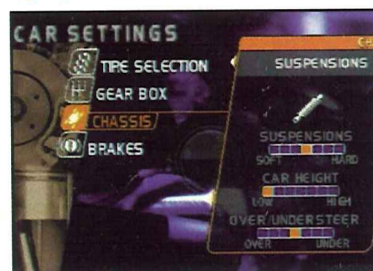 CAR SETTINGS
TIRE SELECTION
GEAR BOX
CHASSIS
BRAKES
SUSPENSIONS
SUSPENSIONS
SOFT HARD
CAR HEIGHT
LOW HIGH
OVER/UNDERSTEER
OVER UNDER